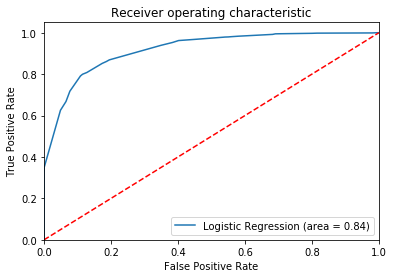 Receiver operating characteristic
True Positive Rate
1.0
0.8
0.6
0.4
0.2
0.0
Logistic Regression (area = 0.84)
0.0 0.2 0.4 0.6 0.8 1.0
False Positive Rate